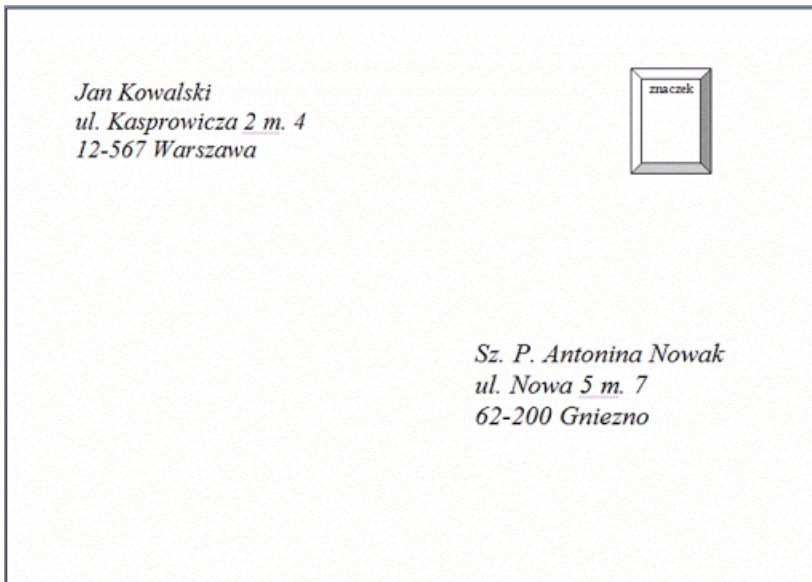 Jan Kowalski
ul. Kasprowicza 2 m. 4
12-567 Warszawa
znaczek
Sz. P. Antonina Nowak
ul. Nowa 5 m. 7
62-200 Gniezno